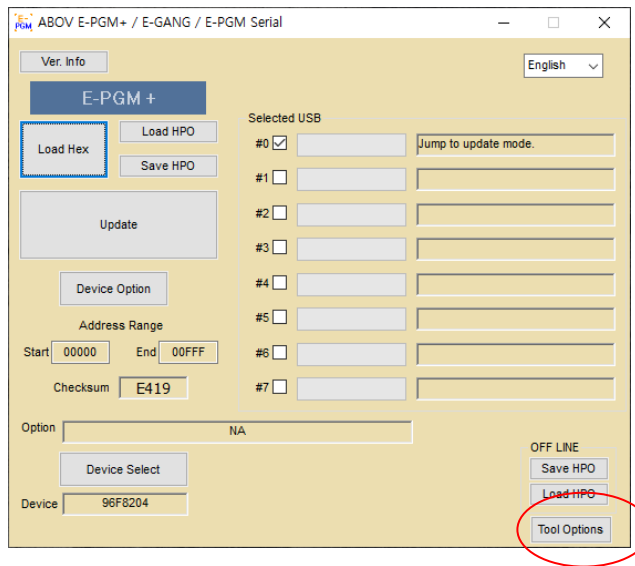 E-PGM ABOV E-PGM+ / E-GANG / E-PGM Serial
Ver. Info
English
E-PGM +
Load Hex
Load HPO
Save HPO
Update
Device Option
Address Range
Start 00000 End 00FFF
Checksum E419
Selected USB
#0 Jump to update mode.
#1
#2
#3
#4
#5
#6
#7
Option NA
Device Select
Device 96F8204
OFF LINE
Save HPO
Load HPO
Tool Options